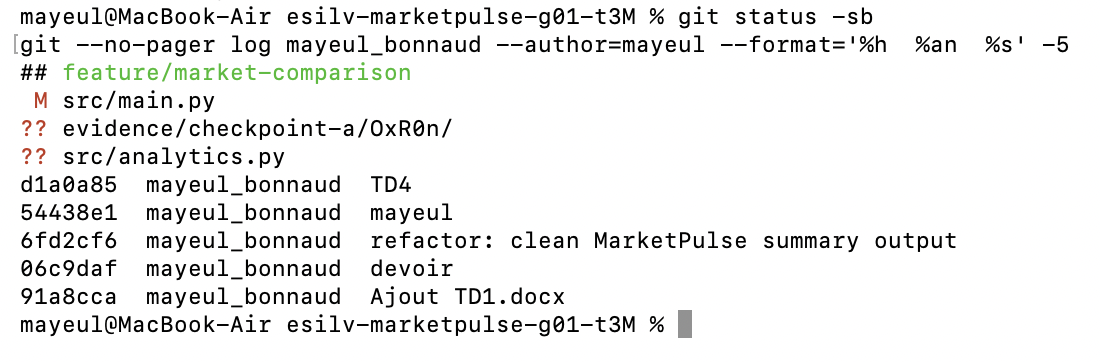 mayeul@MacBook-Air esilv-marketpulse-g01-t3M % git status -sb
git --no-pager log mayeul_bonnaud --author=mayeul --format='%h  %an  %s' -5
## feature/market-comparison
 M src/main.py
?? evidence/checkpoint-a/OxR0n/
?? src/analytics.py
d1a0a85  mayeul_bonnaud  TD4
54438e1  mayeul_bonnaud  mayeul
6fd2cf6  mayeul_bonnaud  refactor: clean MarketPulse summary output
06c9daf  mayeul_bonnaud  devoir
91a8cca  mayeul_bonnaud  Ajout TD1.docx
mayeul@MacBook-Air esilv-marketpulse-g01-t3M %